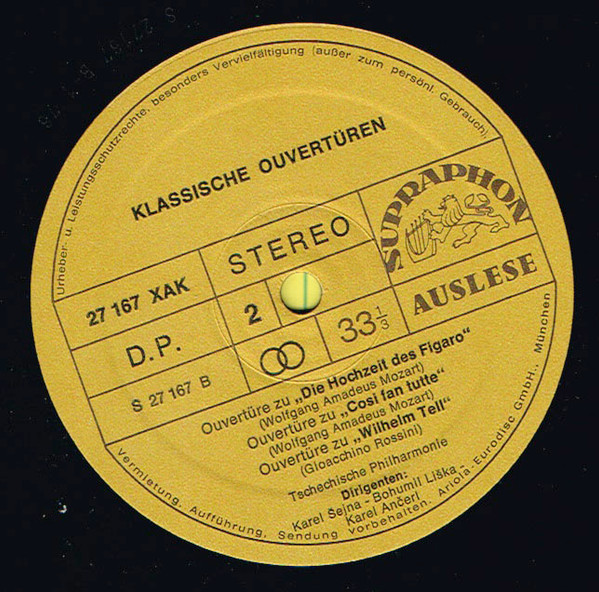 Urheber- u. Leistungsschutzrechte, besonders Vervielfältigung (außer zum persönl. Gebrauch),
KLASSISCHE OUVERTÜREN
SUPRAPHON
STEREO
27 167 XAK
2
AUSLESE
D.P.
33 1/3
S 27 167 B
Ouvertüre zu „Die Hochzeit des Figaro"
(Wolfgang Amadeus Mozart)
Ouvertüre zu „Cosi fan tutte"
(Wolfgang Amadeus Mozart)
Ouvertüre zu „Wilhelm Tell"
(Gioacchino Rossini)
Tschechische Philharmonie
Dirigenten:
Karel Šejna - Bohumil Liška -
Karel Ančerl
Vermietung, Aufführung, Sendung vorbehalten. Ariola-Eurodisc GmbH., München